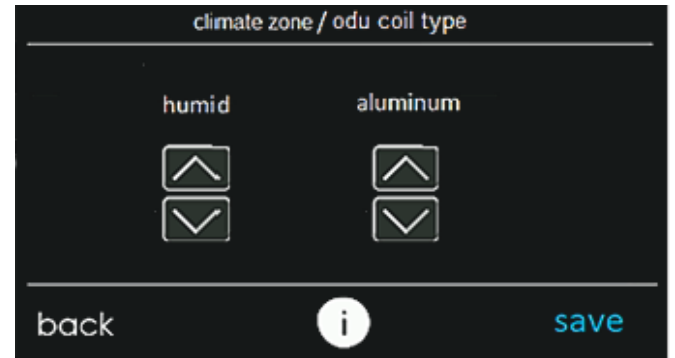 climate zone / odu coil type
humid aluminum
back i save